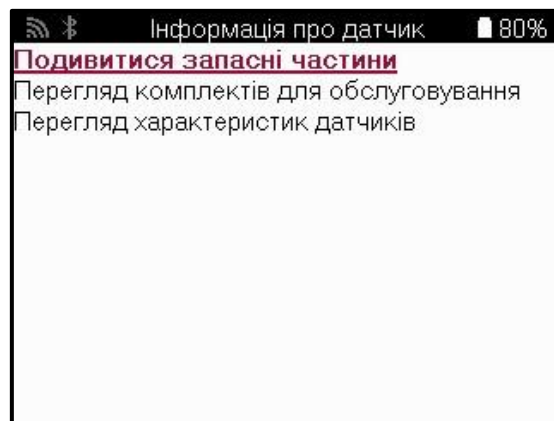 Інформація про датчик 80%
Подивитися запасні частини
Перегляд комплектів для обслуговування
Перегляд характеристик датчиків